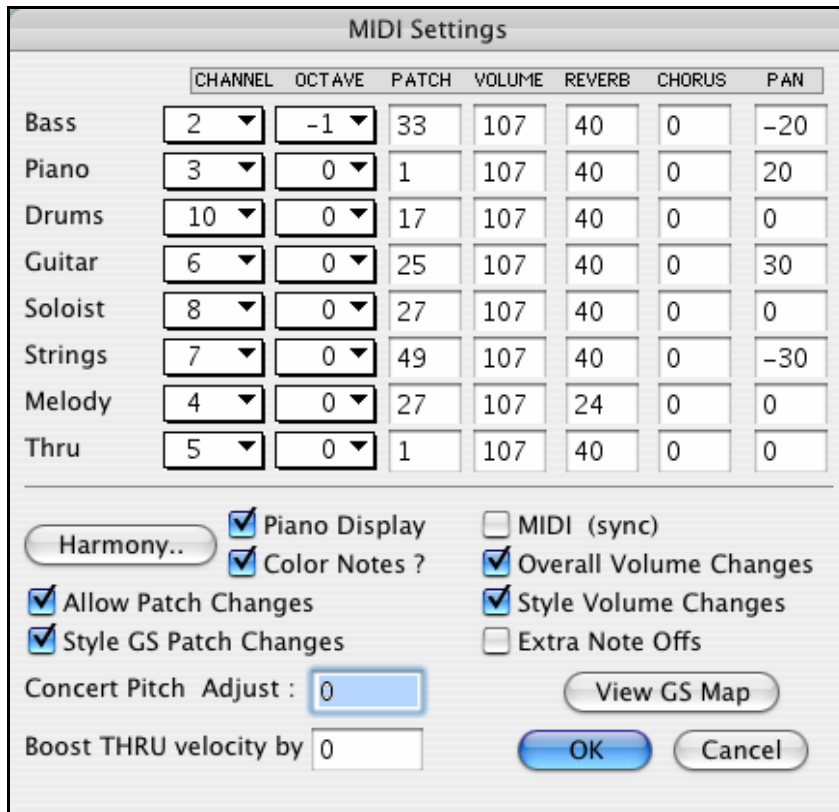 MIDI Settings
CHANNEL OCTAVE PATCH VOLUME REVERB CHORUS PAN
Bass 2 -1 33 107 40 0 -20
Piano 3 0 1 107 40 0 20
Drums 10 0 17 107 40 0 0
Guitar 6 0 25 107 40 0 30
Soloist 8 0 27 107 40 0 0
Strings 7 0 49 107 40 0 -30
Melody 4 0 27 107 24 0 0
Thru 5 0 1 107 40 0 0
Harmony.. Piano Display MIDI (sync)
Color Notes ? Overall Volume Changes
Allow Patch Changes Style Volume Changes
Style GS Patch Changes Extra Note Offs
Concert Pitch Adjust : 0 View GS Map
Boost THRU velocity by 0 OK Cancel